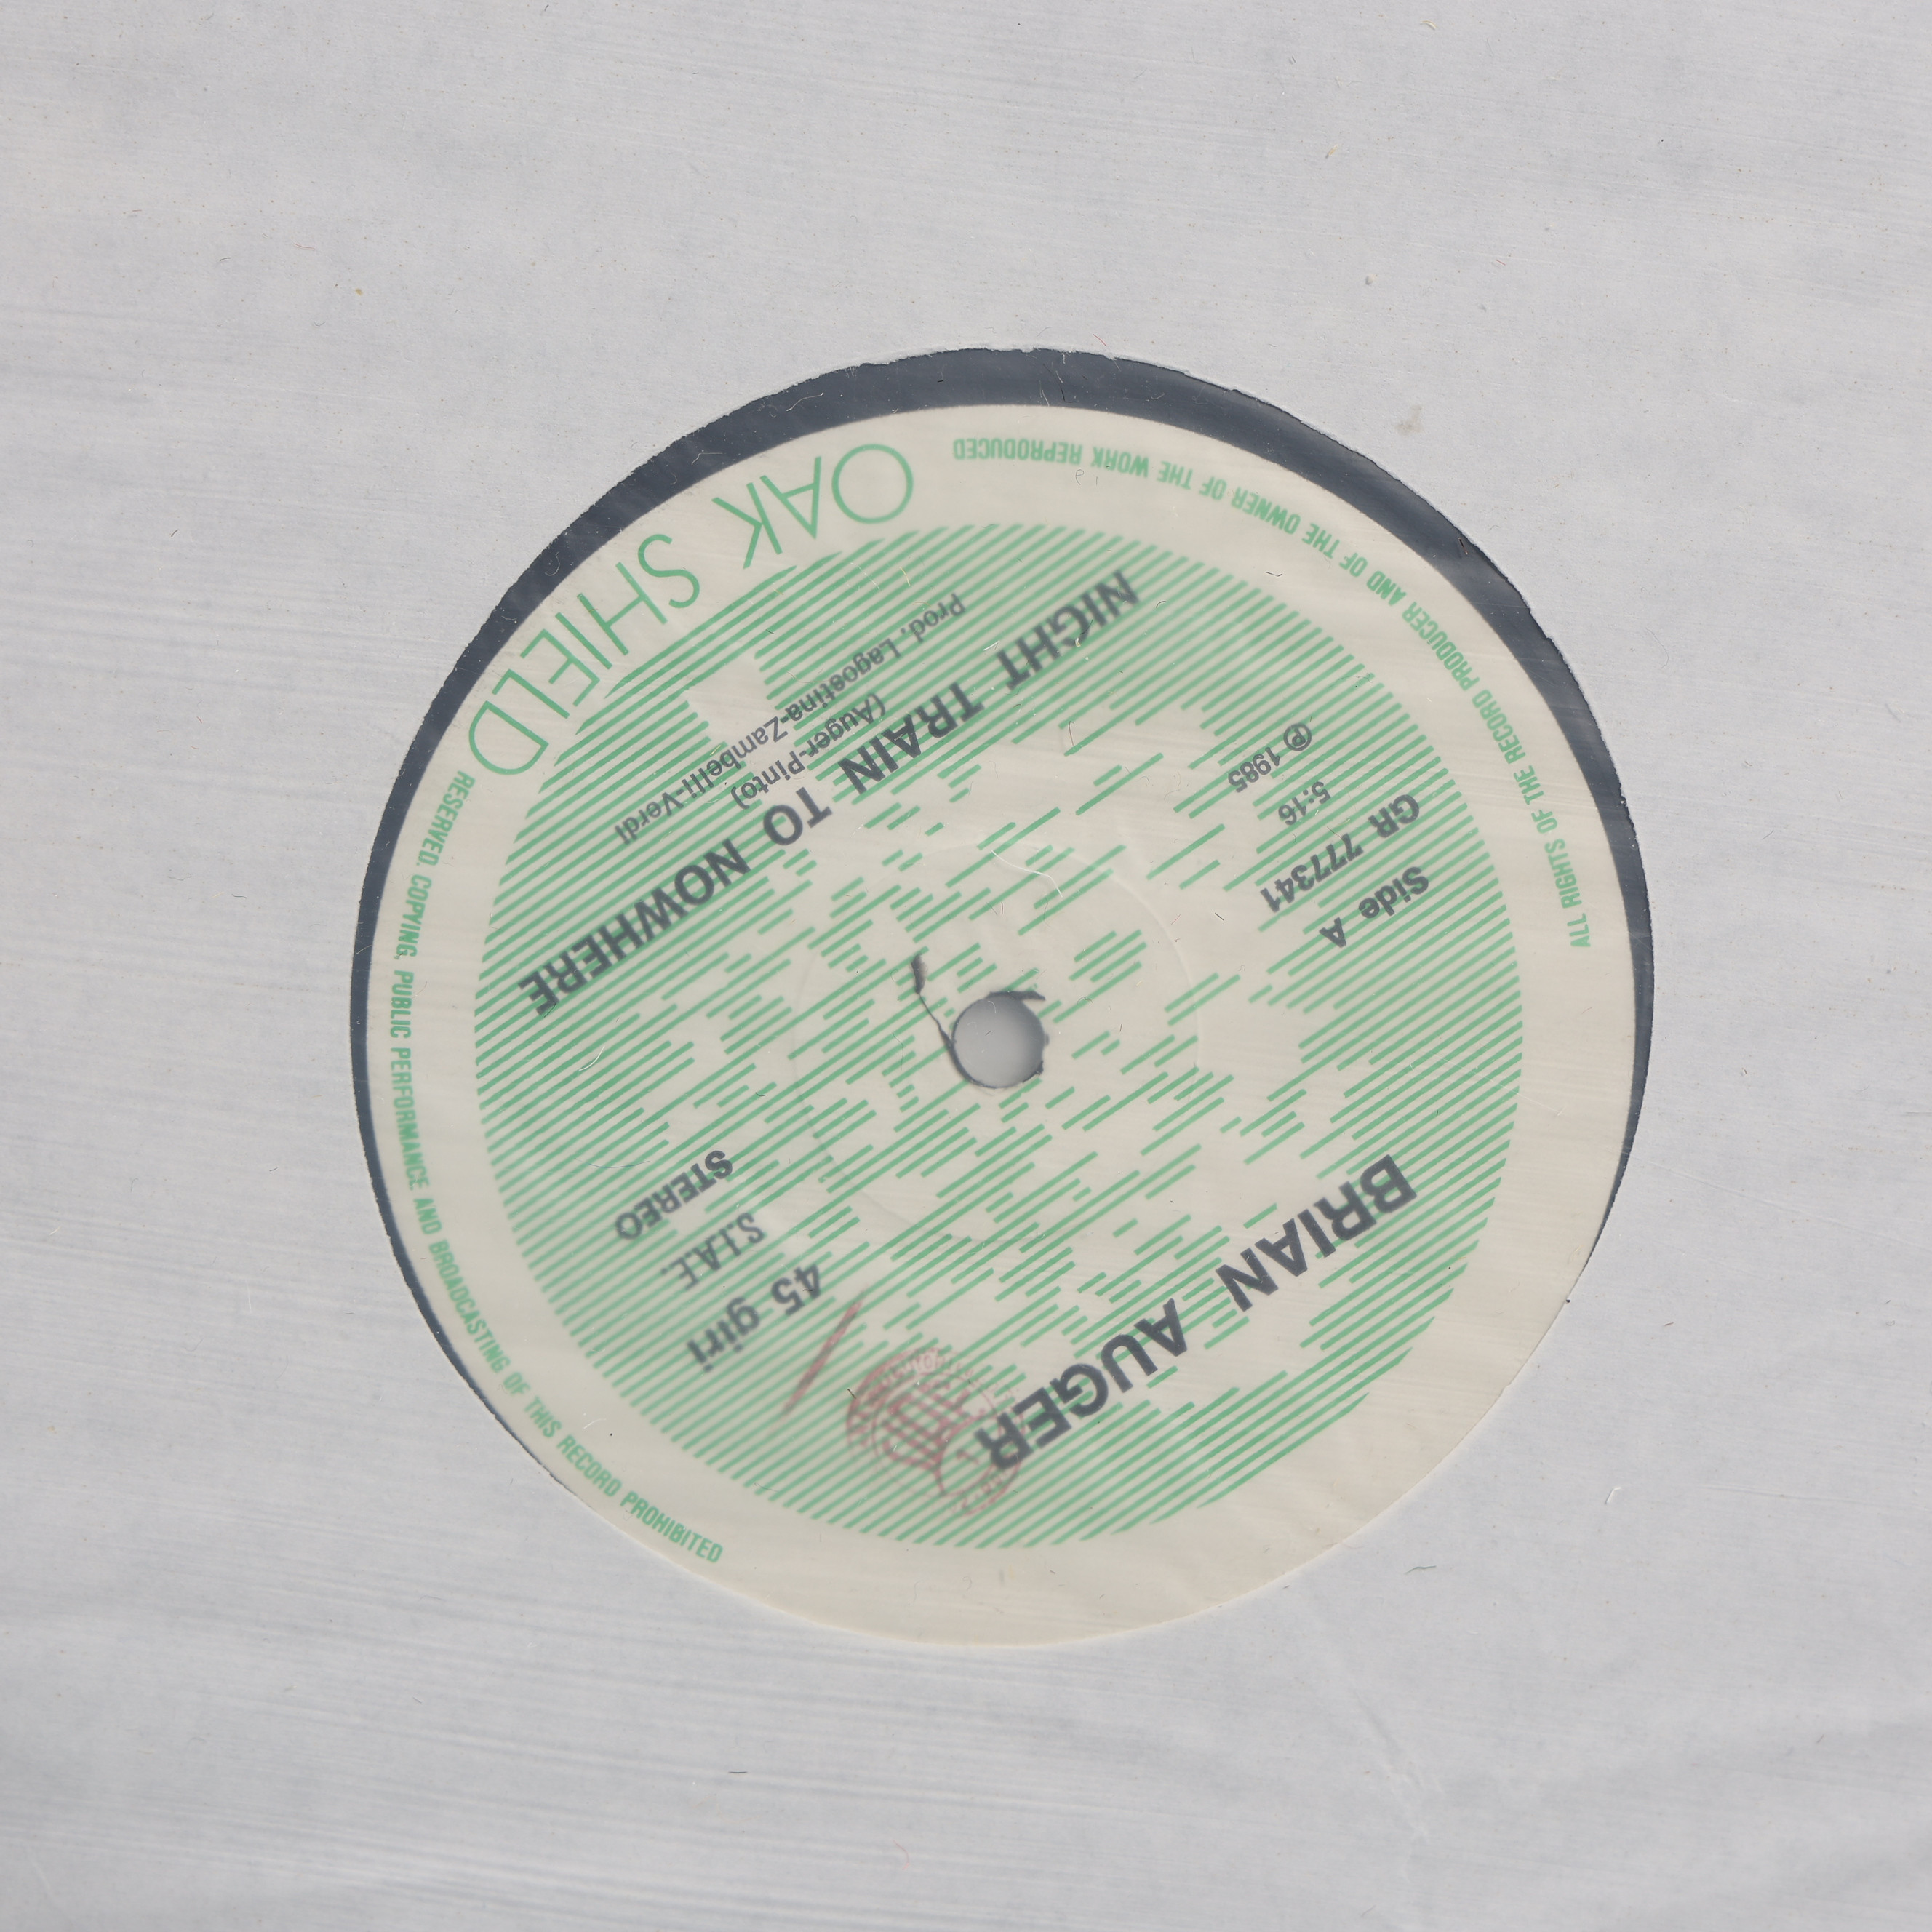 BRIAN AUGER
45 giri
S.I.A.E.
STEREO
Side A
GR 777341
5:16
℗ 1985
NIGHT TRAIN TO NOWHERE
(Auger-Pinto)
Prod. Lagostina-Zambelli-Verdi
OAK SHIELD
ALL RIGHTS OF THE RECORD PRODUCER AND OF THE OWNER OF THE WORK REPRODUCED
RESERVED. COPYING, PUBLIC PERFORMANCE AND BROADCASTING OF THIS RECORD PROHIBITED